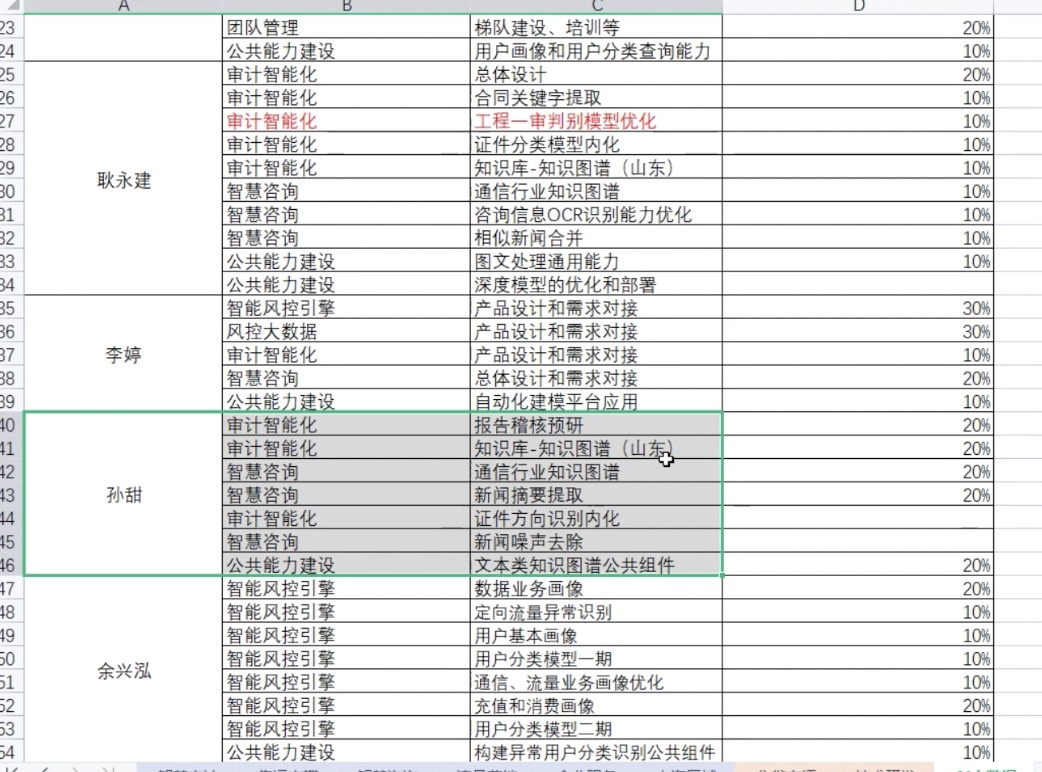 A B C D
23 团队管理 梯队建设、培训等 20%
24 公共能力建设 用户画像和用户分类查询能力 10%
25 审计智能化 总体设计 20%
26 审计智能化 合同关键字提取 10%
27 审计智能化 工程一审判别模型优化 10%
28 审计智能化 证件分类模型内化 10%
29 审计智能化 知识库-知识图谱（山东） 10%
耿永建
30 智慧咨询 通信行业知识图谱 10%
31 智慧咨询 咨询信息OCR识别能力优化 10%
32 智慧咨询 相似新闻合并 10%
33 公共能力建设 图文处理通用能力 10%
34 公共能力建设 深度模型的优化和部署
35 智能风控引擎 产品设计和需求对接 30%
36 风控大数据 产品设计和需求对接 30%
37 李婷 审计智能化 产品设计和需求对接 10%
38 智慧咨询 总体设计和需求对接 20%
39 公共能力建设 自动化建模平台应用 10%
40 审计智能化 报告稽核预研 20%
41 审计智能化 知识库-知识图谱（山东） 20%
42 智慧咨询 通信行业知识图谱 20%
43 孙甜 智慧咨询 新闻摘要提取 20%
44 审计智能化 证件方向识别内化
45 智慧咨询 新闻噪声去除
46 公共能力建设 文本类知识图谱公共组件 20%
47 智能风控引擎 数据业务画像 20%
48 智能风控引擎 定向流量异常识别 10%
49 智能风控引擎 用户基本画像 10%
50 智能风控引擎 用户分类模型一期 10%
余兴泓
51 智能风控引擎 通信、流量业务画像优化 10%
52 智能风控引擎 充值和消费画像 20%
53 智能风控引擎 用户分类模型二期 10%
54 公共能力建设 构建异常用户分类识别公共组件 10%